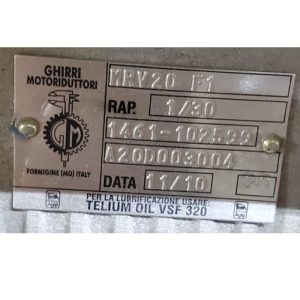 GHIRRI
MOTORIDUTTORI
GM
FORMIGINE (MO) ITALY
MRV20 F1
RAP. 1/30
1461-102599
A20D003004
DATA 11/10
PER LA LUBRIFICAZIONE USARE:
TELIUM OIL VSF 320